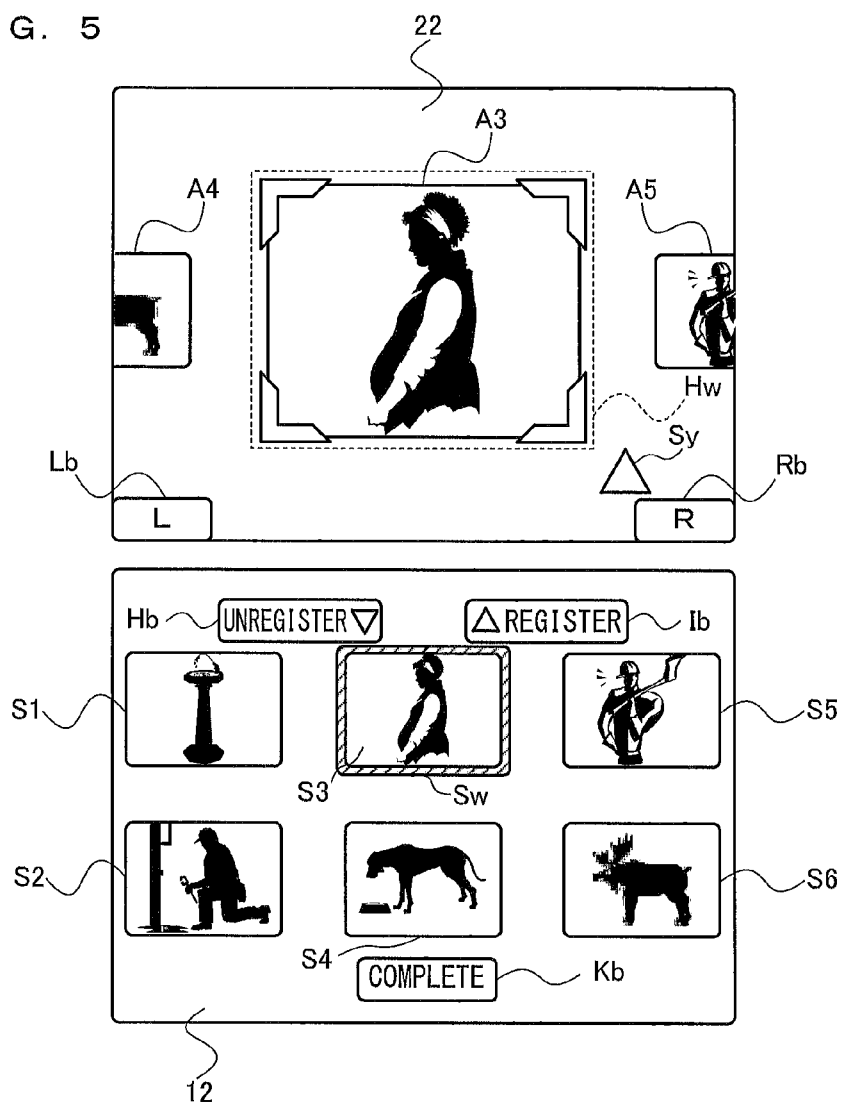 G. 5
22
A3
A4
A5
Hw
Sy
Lb
Rb
L
R
Hb
UNREGISTER▽
△REGISTER
Ib
S1
S5
S3
Sw
S2
S6
S4
COMPLETE
Kb
12